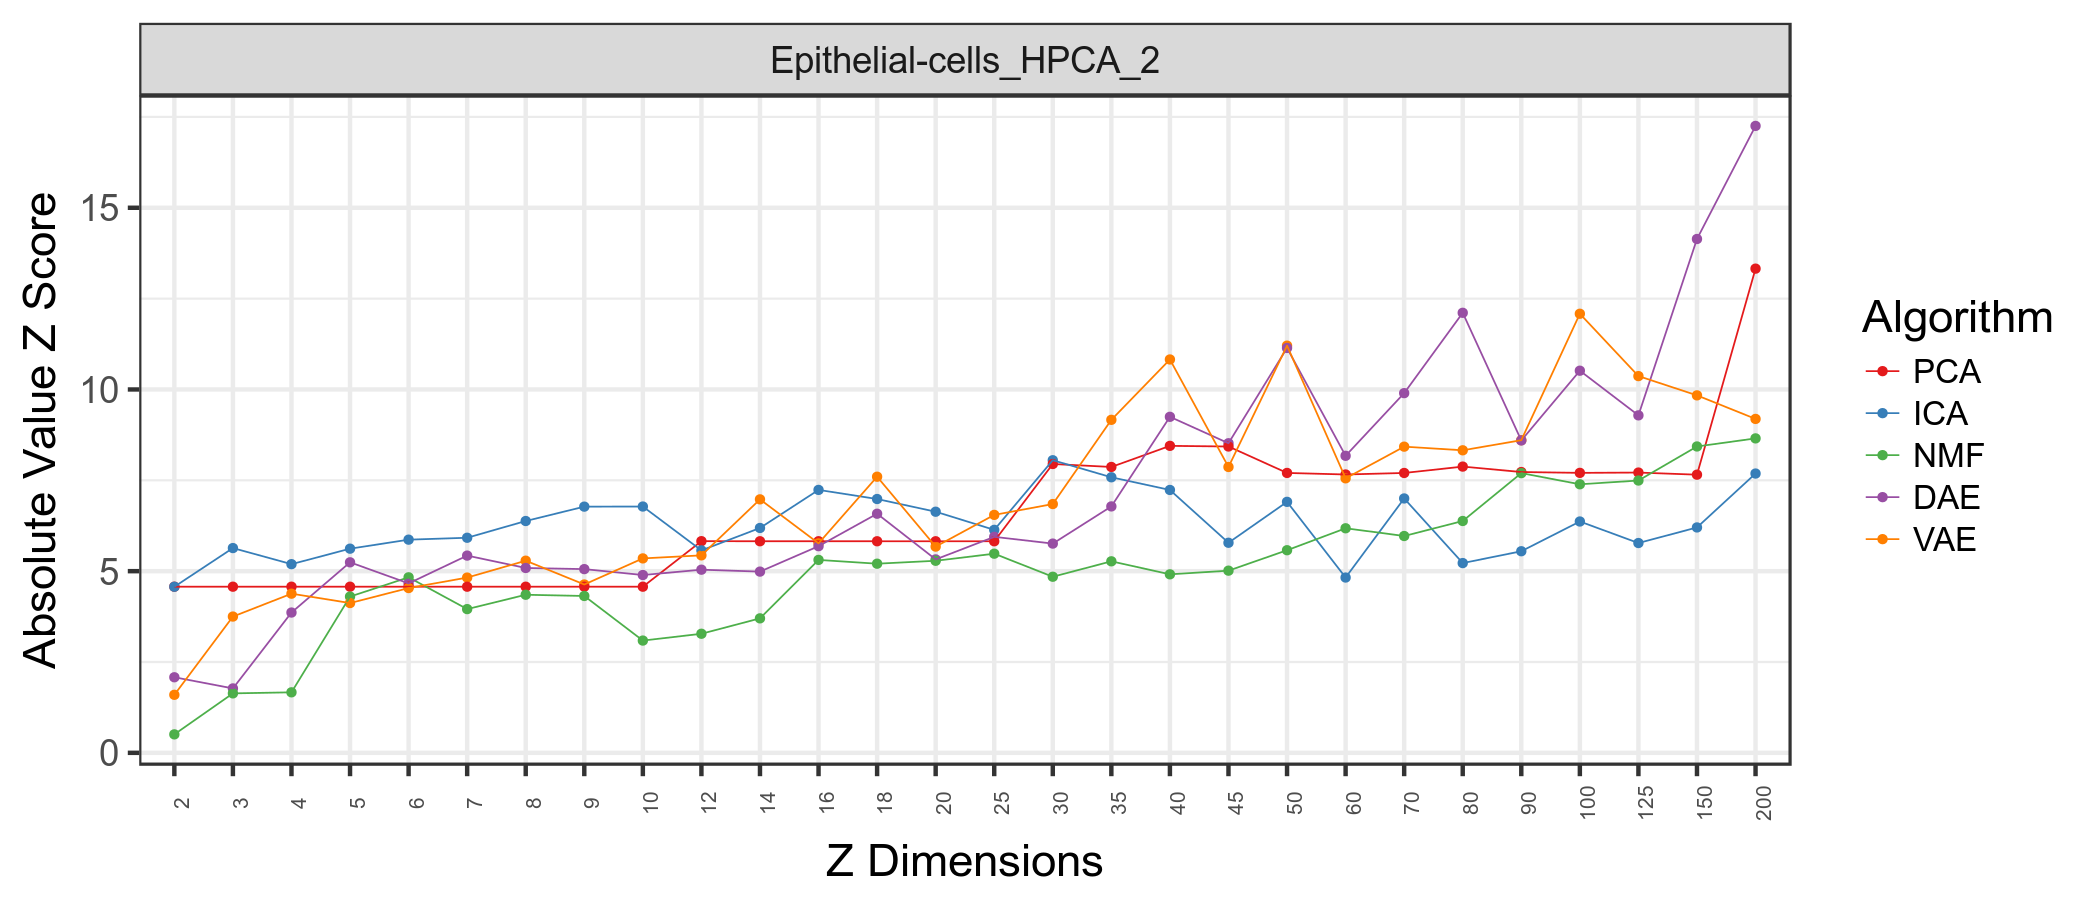 Epithelial-cells_HPCA_2
Absolute Value Z Score
15
10
5
0
2 3 4 5 6 7 8 9 10 12 14 16 18 20 25 30 35 40 45 50 60 70 80 90 100 125 150 200
Z Dimensions
Algorithm
PCA
ICA
NMF
DAE
VAE